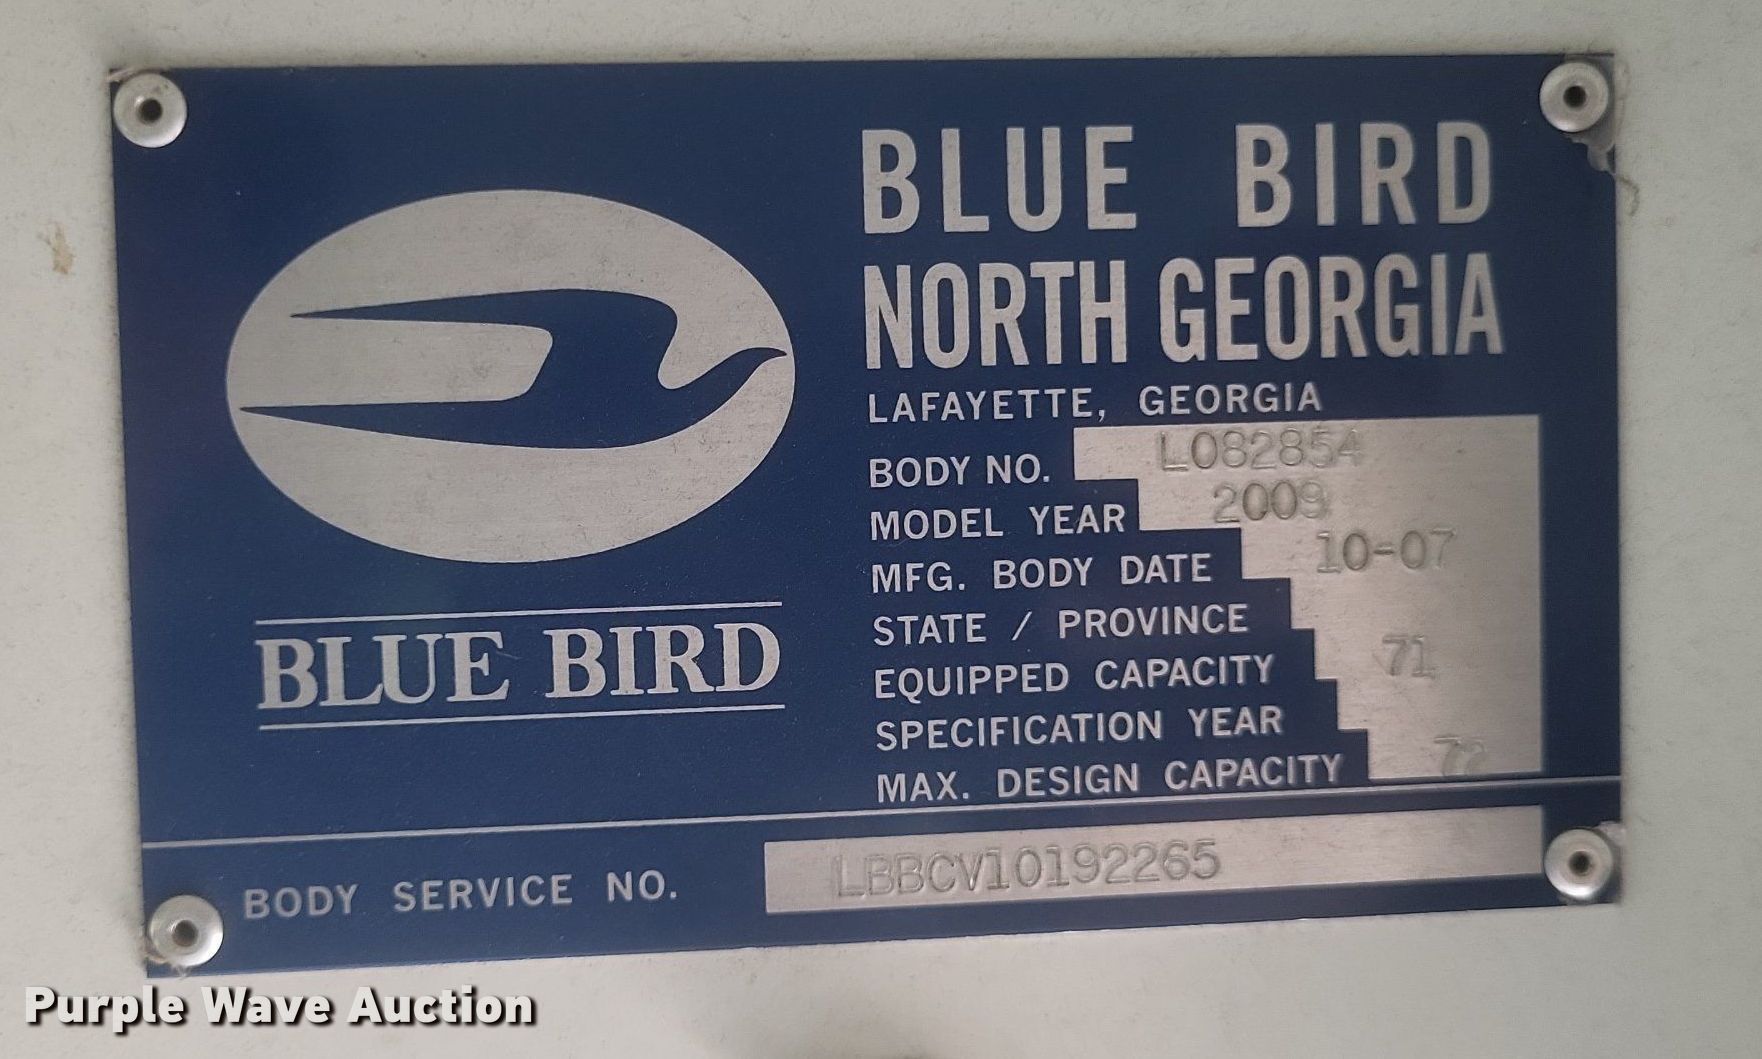 BLUE BIRD
NORTH GEORGIA
LAFAYETTE, GEORGIA
BODY NO. L082854
MODEL YEAR 2009
MFG. BODY DATE 10-07
STATE / PROVINCE
EQUIPPED CAPACITY 71
SPECIFICATION YEAR
MAX. DESIGN CAPACITY 72
BLUE BIRD
BODY SERVICE NO. LBBCV10192265
Purple Wave Auction